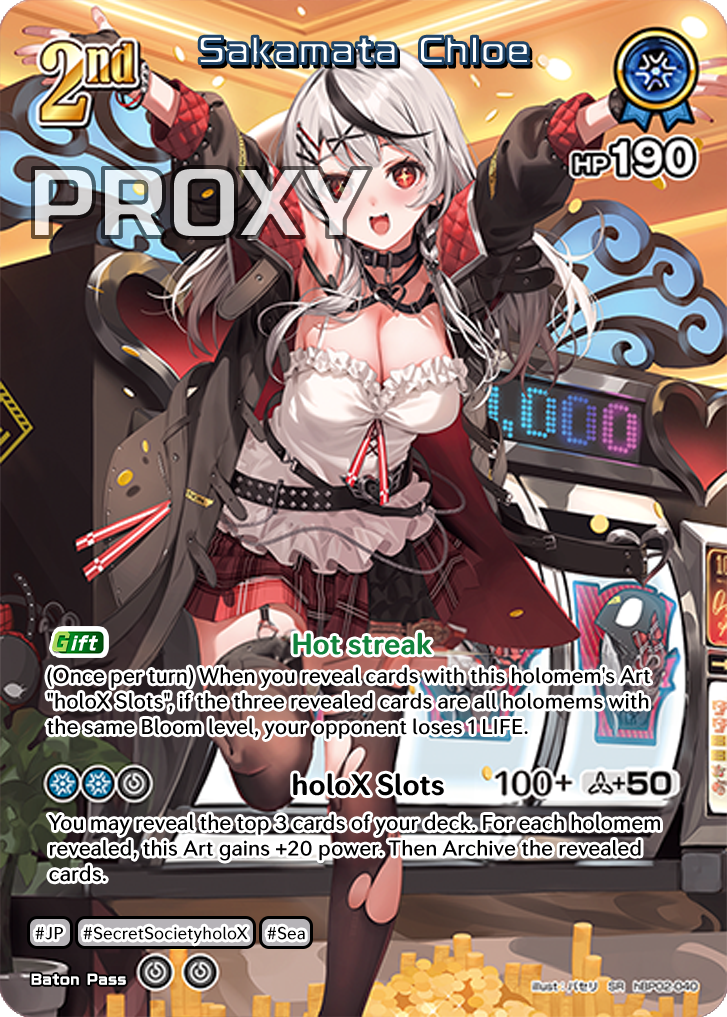 2nd
Sakamata Chloe
HP190
PROXY
,000
Gift
Hot streak
(Once per turn) When you reveal cards with this holomem's Art
"holoX Slots", if the three revealed cards are all holomems with
the same Bloom level, your opponent loses 1 LIFE.
holoX Slots
100+
+50
You may reveal the top 3 cards of your deck. For each holomem
revealed, this Art gains +20 power. Then Archive the revealed
cards.
#JP #SecretSocietyholoX #Sea
Baton Pass
illust：パセリ SR hBP02-040